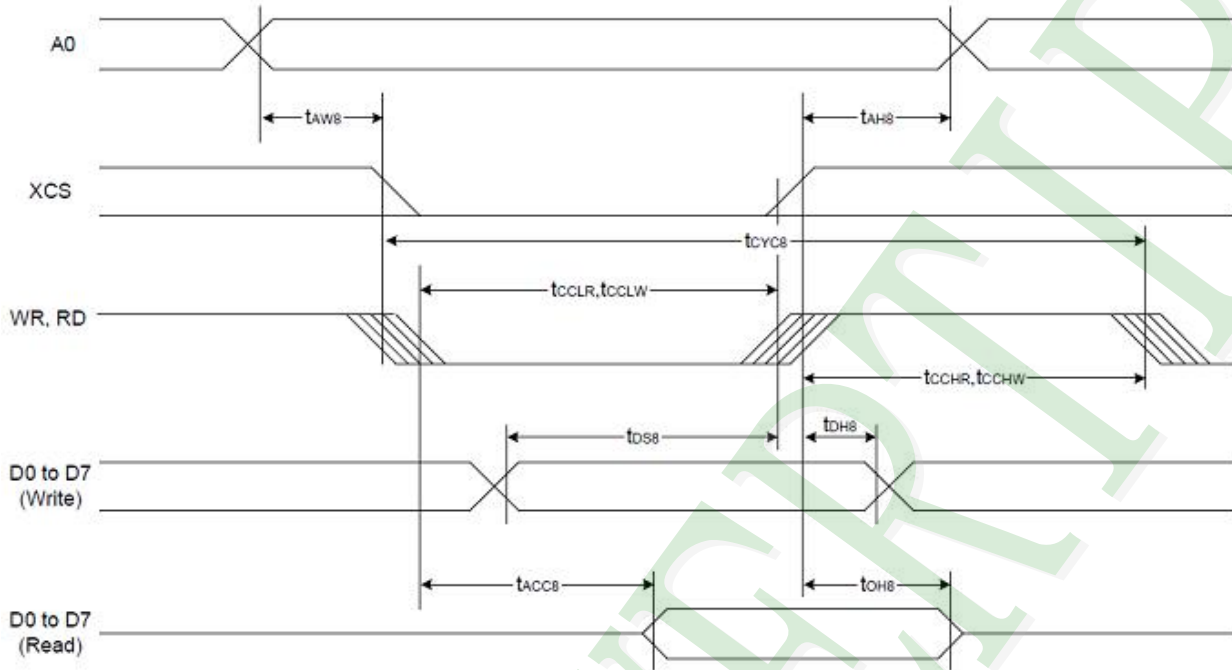 A0
tAW8
tAH8
XCS
tCYC8
tCCLR,tCCLW
WR, RD
tCCHR,tCCHW
tDS8
tDH8
D0 to D7
(Write)
tACC8
tOH8
D0 to D7
(Read)